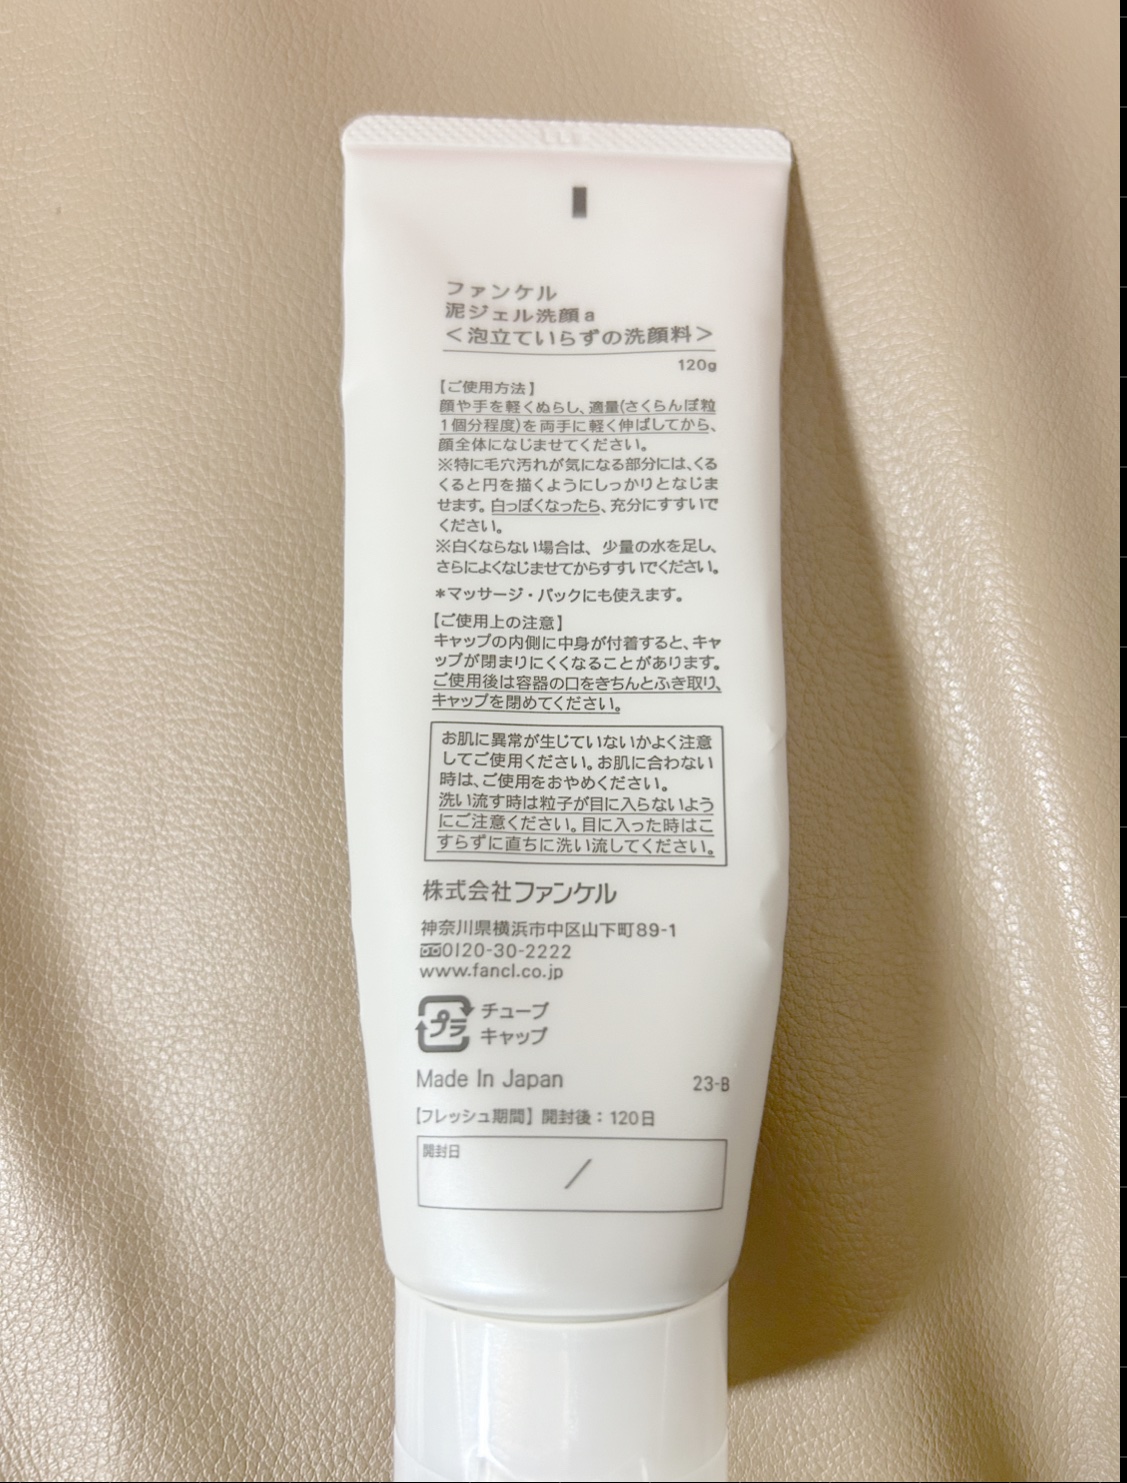 ファンケル
泥ジェル洗顔a
＜泡立ていらずの洗顔料＞
120g
【ご使用方法】
顔や手を軽くぬらし、適量(さくらんぼ粒
1個分程度)を両手に軽く伸ばしてから、
顔全体になじませてください。
※特に毛穴汚れが気になる部分には、くる
くると円を描くようにしっかりとなじま
せます。白っぽくなったら、充分にすすいで
ください。
※白くならない場合は、少量の水を足し、
さらによくなじませてからすすいでください。
＊マッサージ・パックにも使えます。
【ご使用上の注意】
キャップの内側に中身が付着すると、キャ
ップが閉まりにくくなることがあります。
ご使用後は容器の口をきちんとふき取り、
キャップを閉めてください。
お肌に異常が生じていないかよく注意
してご使用ください。お肌に合わない
時は、ご使用をおやめください。
洗い流す時は粒子が目に入らないよう
にご注意ください。目に入った時はこ
すらずに直ちに洗い流してください。
株式会社ファンケル
神奈川県横浜市中区山下町89-1
0120-30-2222
www.fancl.co.jp
プラ チューブ
キャップ
Made In Japan 23-B
【フレッシュ期間】開封後：120日
開封日
/